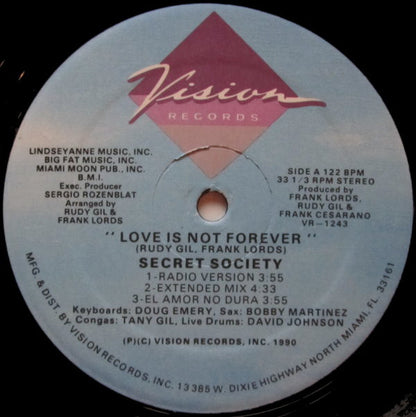 Vision
RECORDS
LINDSEYANNE MUSIC, INC.
BIG FAT MUSIC, INC.
MIAMI MOON PUB., INC.
B.M.I.
Exec. Producer
SERGIO ROZENBLAT
Arranged by
RUDY GIL &
FRANK LORDS
SIDE A 122 BPM
33 1/3 RPM STEREO
Produced by
FRANK LORDS,
RUDY GIL &
FRANK CESARANO
VR-1243
"LOVE IS NOT FOREVER"
(RUDY GIL, FRANK LORDS)
SECRET SOCIETY
1-RADIO VERSION 3:55
2-EXTENDED MIX 4:33
3-EL AMOR NO DURA 3:55
Keyboards: DOUG EMERY, Sax: BOBBY MARTINEZ
Congas: TANY GIL, Live Drums: DAVID JOHNSON
(P)(C) VISION RECORDS, INC. 1990
MFG. & DIST. BY VISION RECORDS, INC. 13385 W. DIXIE HIGHWAY NORTH MIAMI, FL. 33161